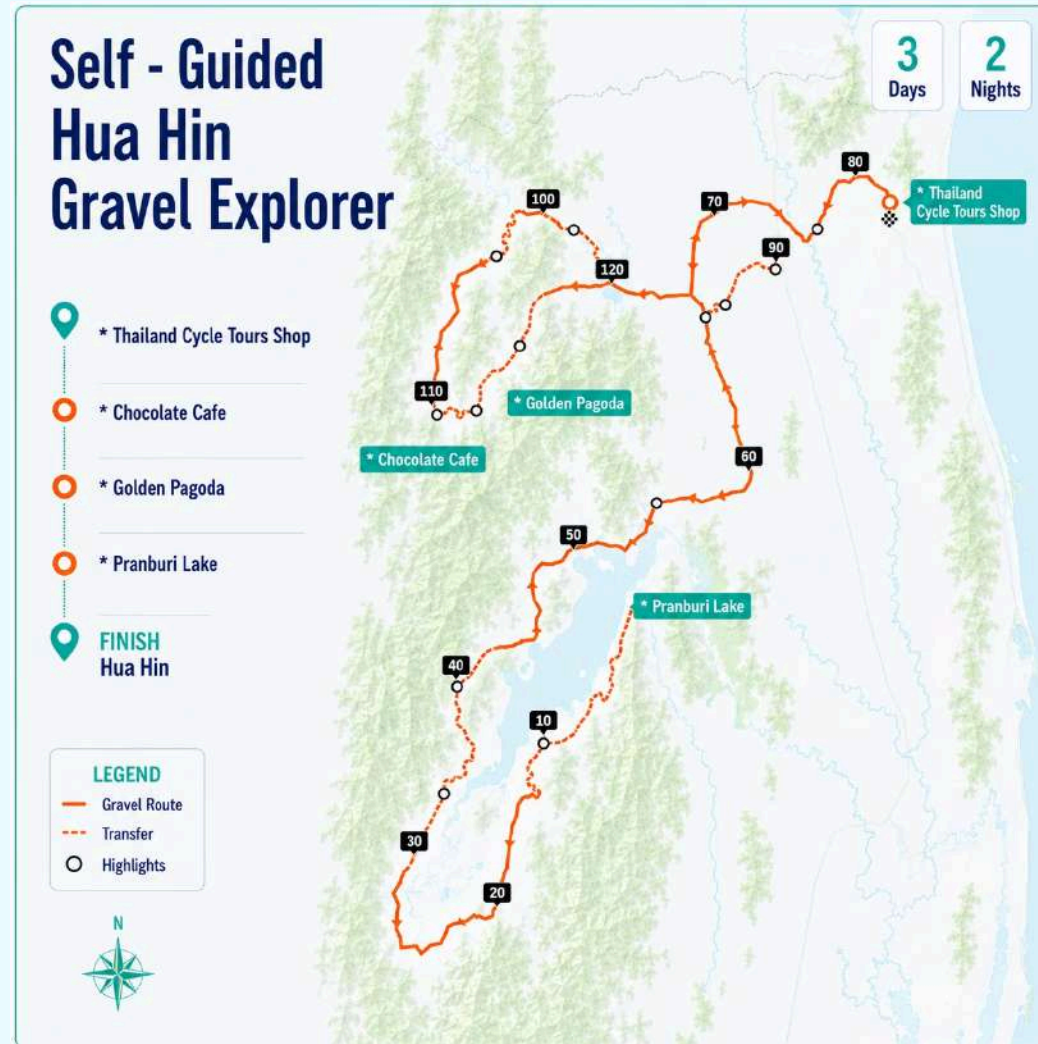 Self - Guided
Hua Hin
Gravel Explorer
3
Days
2
Nights
* Thailand Cycle Tours Shop
* Chocolate Cafe
* Golden Pagoda
* Pranburi Lake
FINISH
Hua Hin
LEGEND
Gravel Route
Transfer
Highlights
N
80
* Thailand
Cycle Tours Shop
100
70
90
120
110
* Golden Pagoda
* Chocolate Cafe
60
50
* Pranburi Lake
40
10
30
20